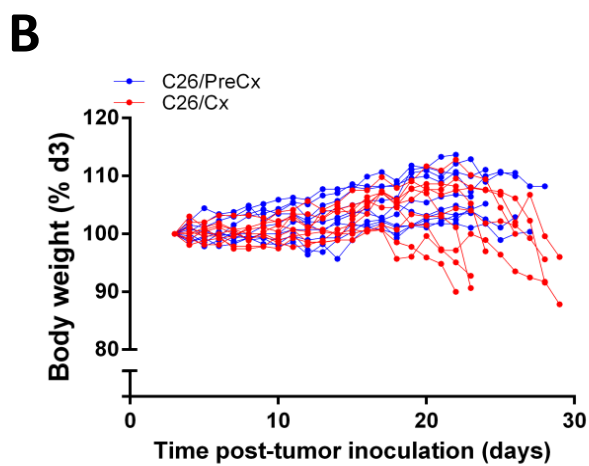 B
C26/PreCx
C26/Cx
Body weight (% d3)
120
110
100
90
80
0
10
20
30
Time post-tumor inoculation (days)